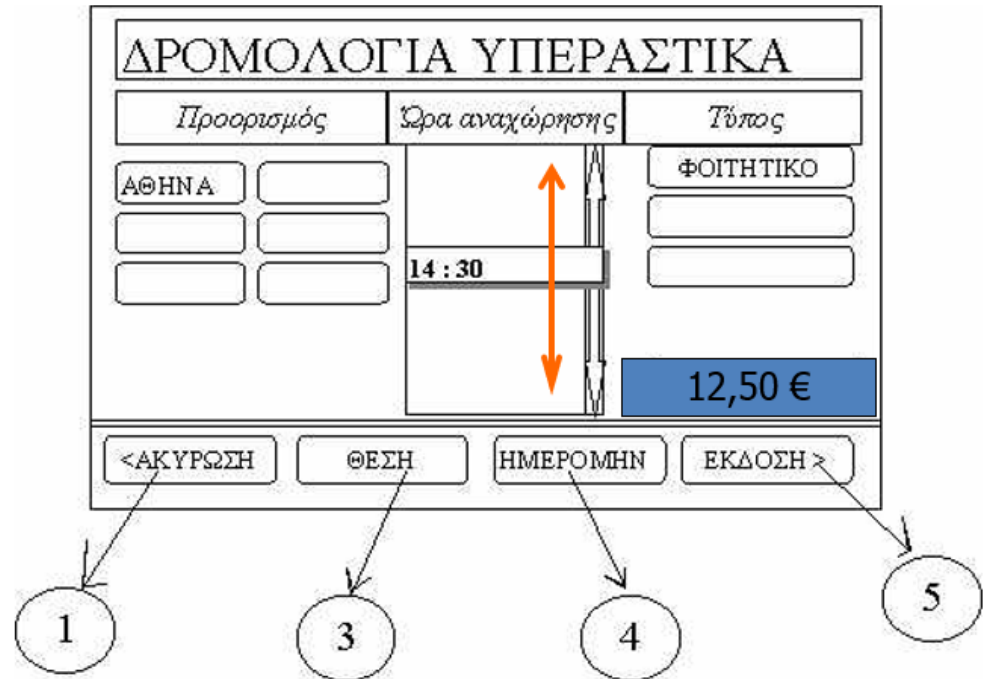 ΔΡΟΜΟΛΟΓΙΑ ΥΠΕΡΑΣΤΙΚΑ
Προορισμός Ώρα αναχώρησης Τύπος
ΑΘΗΝΑ
ΦΟΙΤΗΤΙΚΟ
14 : 30
12,50 €
<ΑΚΥΡΩΣΗ ΘΕΣΗ ΗΜΕΡΟΜΗΝ ΕΚΔΟΣΗ >
1 3 4 5